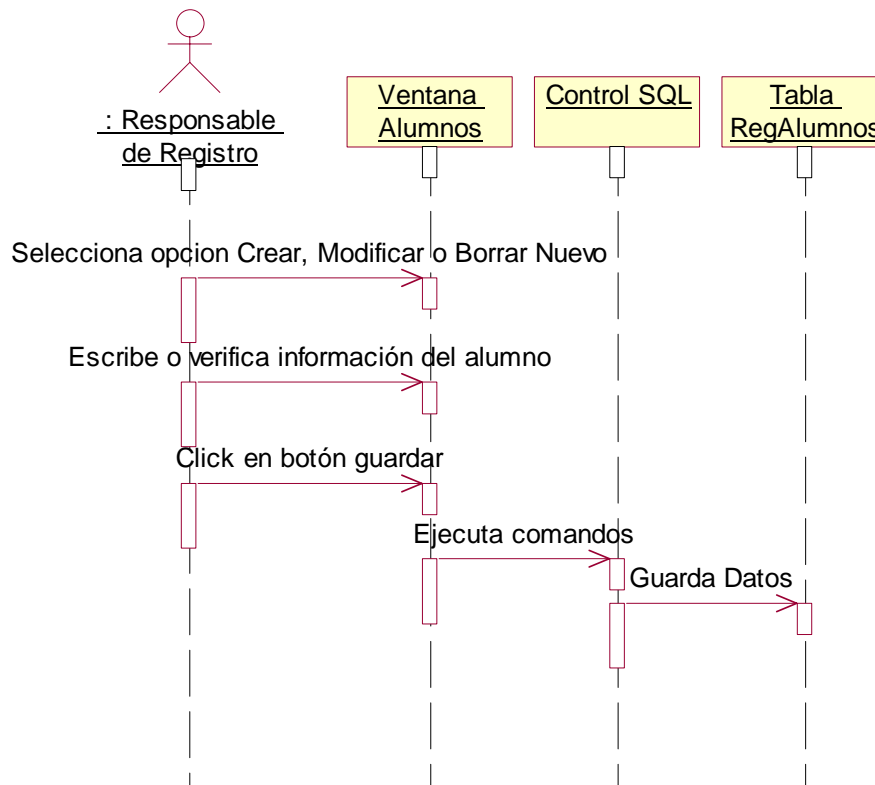 : Responsable
de Registro
Ventana
Alumnos
Control SQL
Tabla
RegAlumnos
Selecciona opcion Crear, Modificar o Borrar Nuevo
Escribe o verifica información del alumno
Click en botón guardar
Ejecuta comandos
Guarda Datos